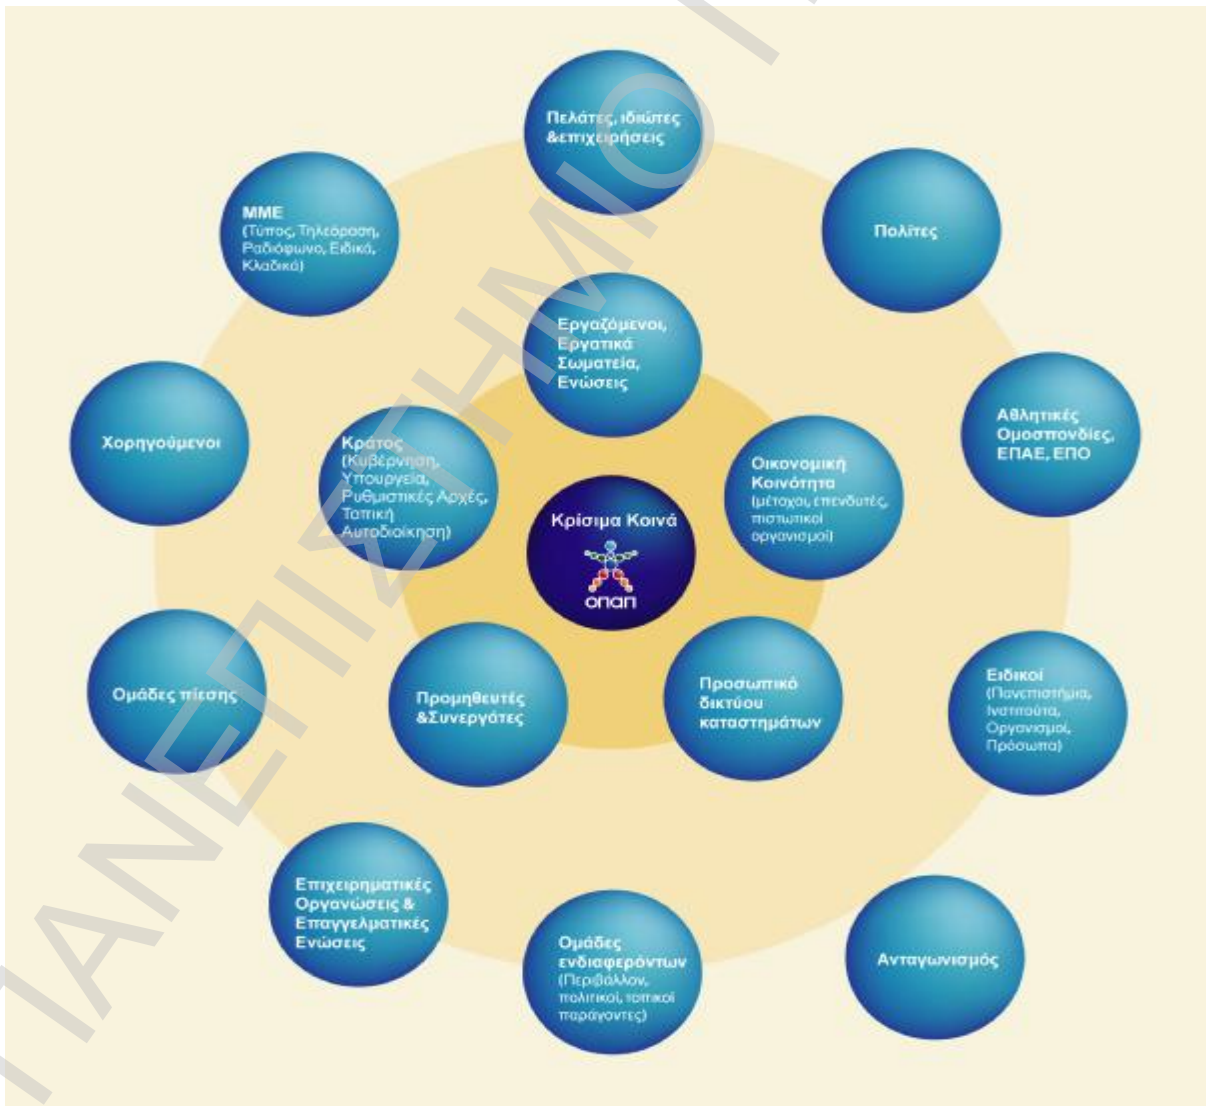 Πελάτες, ιδιώτες
&επιχειρήσεις
ΜΜΕ
(Τύπος, Τηλεόραση,
Ραδιόφωνο, Ειδικά,
Κλαδικά)
Πολίτες
Εργαζόμενοι,
Εργατικά
Σωματεία,
Ενώσεις
Χορηγούμενοι
Κράτος
(Κυβέρνηση,
Υπουργεία,
Ρυθμιστικές Αρχές,
Τοπική
Αυτοδιοίκηση)
Οικονομική
Κοινότητα
(μέτοχοι, επενδυτές,
πιστωτικοί
οργανισμοί)
Αθλητικές
Ομοσπονδίες,
ΕΠΑΕ, ΕΠΟ
Κρίσιμα Κοινά
ΟΠΑΠ
Ομάδες πίεσης
Προμηθευτές
&Συνεργάτες
Προσωπικό
δικτύου
καταστημάτων
Ειδικοί
(Πανεπιστήμια,
Ινστιτούτα,
Οργανισμοί,
Πρόσωπα)
Επιχειρηματικές
Οργανώσεις &
Επαγγελματικές
Ενώσεις
Ομάδες
ενδιαφερόντων
(Περιβάλλον,
πολιτικοί, τοπικοί
παράγοντες)
Ανταγωνισμός
ΠΑΝΕΠΙΣΤΗΜΙΟ Π